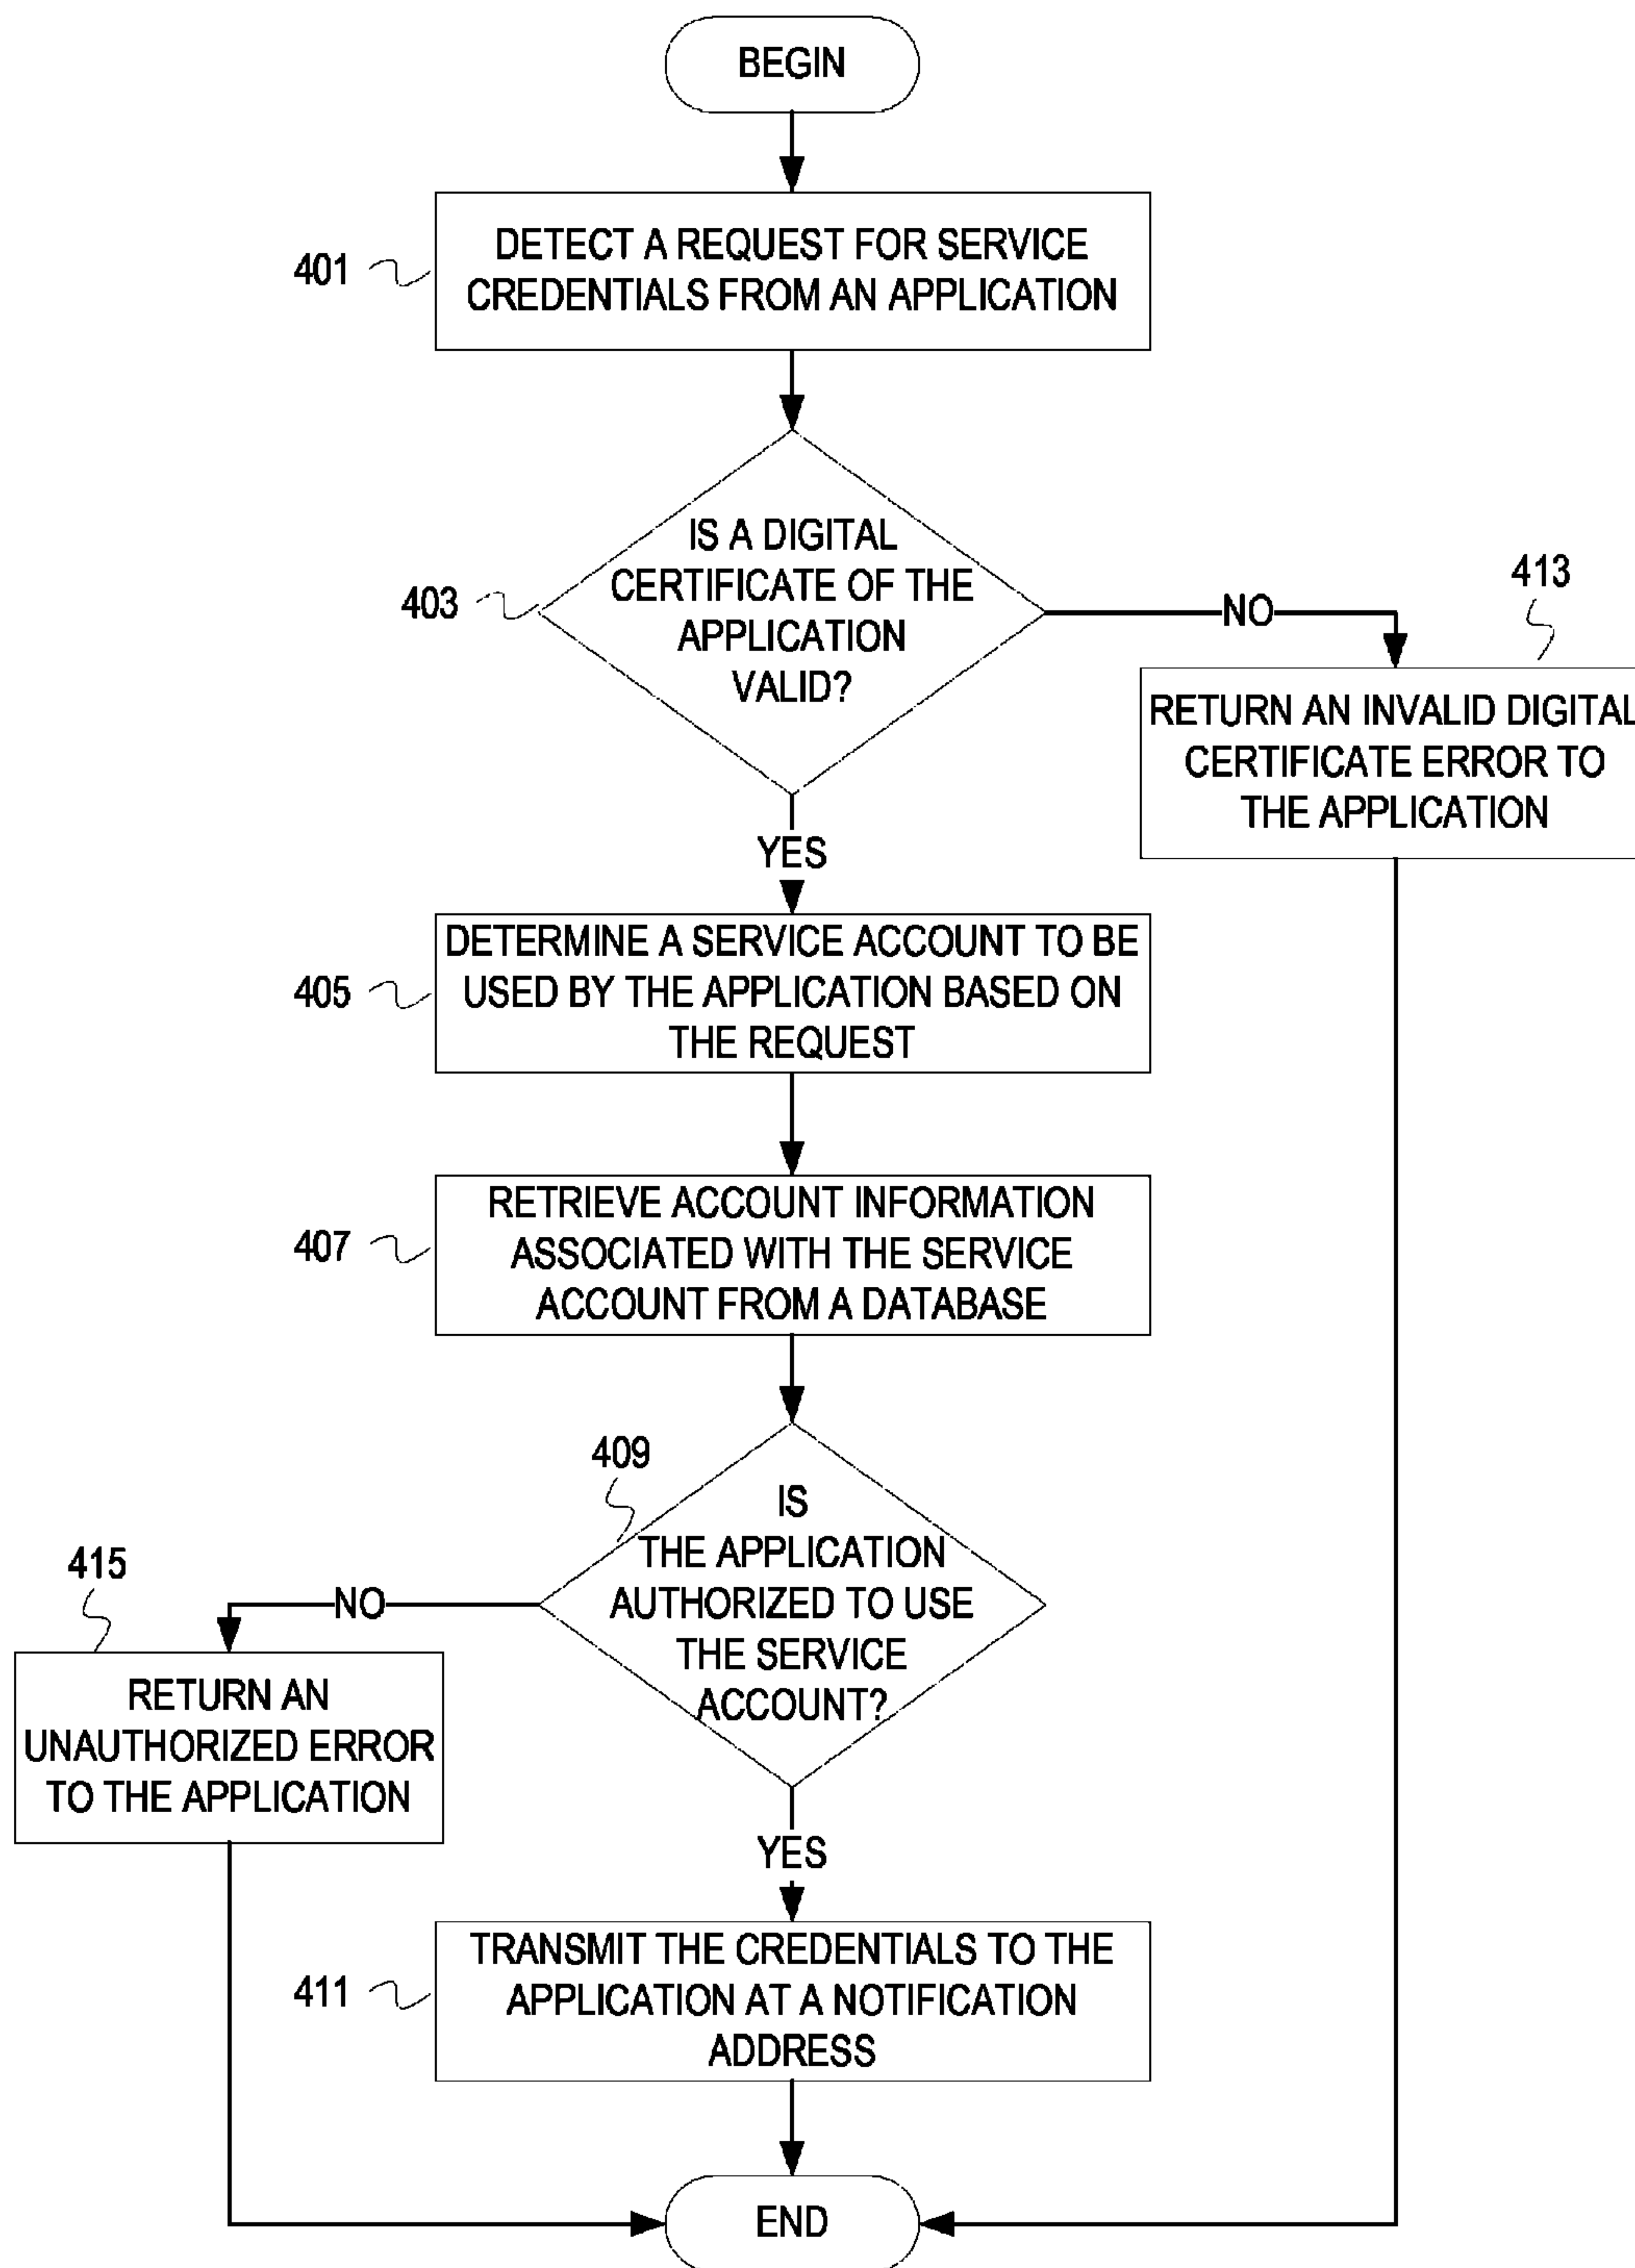 BEGIN
401
DETECT A REQUEST FOR SERVICE
CREDENTIALS FROM AN APPLICATION
403
IS A DIGITAL
CERTIFICATE OF THE
APPLICATION
VALID?
NO
413
RETURN AN INVALID DIGITAL
CERTIFICATE ERROR TO
THE APPLICATION
YES
405
DETERMINE A SERVICE ACCOUNT TO BE
USED BY THE APPLICATION BASED ON
THE REQUEST
407
RETRIEVE ACCOUNT INFORMATION
ASSOCIATED WITH THE SERVICE
ACCOUNT FROM A DATABASE
409
IS
THE APPLICATION
AUTHORIZED TO USE
THE SERVICE
ACCOUNT?
NO
415
RETURN AN
UNAUTHORIZED ERROR
TO THE APPLICATION
YES
411
TRANSMIT THE CREDENTIALS TO THE
APPLICATION AT A NOTIFICATION
ADDRESS
END